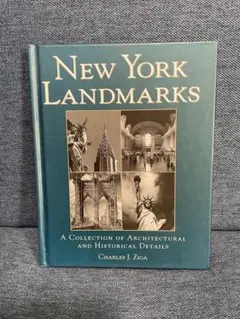 NEW YORK
LANDMARKS
A COLLECTION OF ARCHITECTURAL
AND HISTORICAL DETAILS
CHARLES J. ZIGA